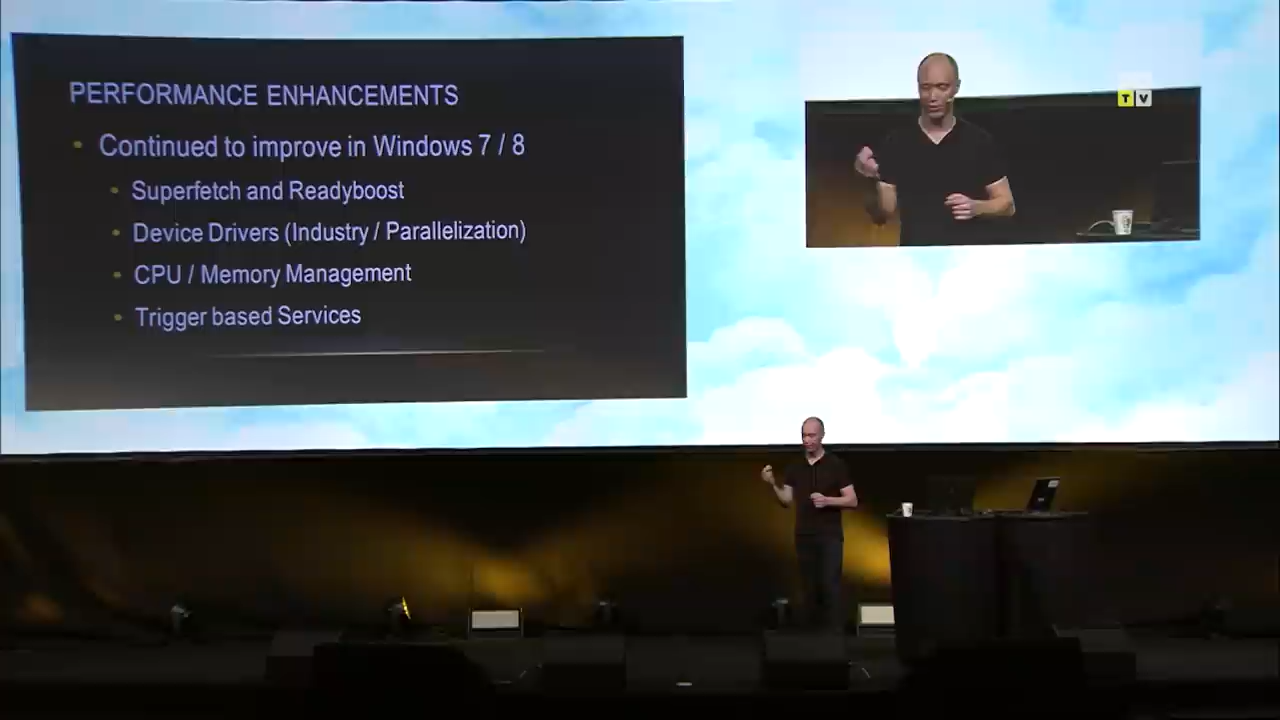 PERFORMANCE ENHANCEMENTS
• Continued to improve in Windows 7 / 8
• Superfetch and Readyboost
• Device Drivers (Industry / Parallelization)
• CPU / Memory Management
• Trigger based Services
TV